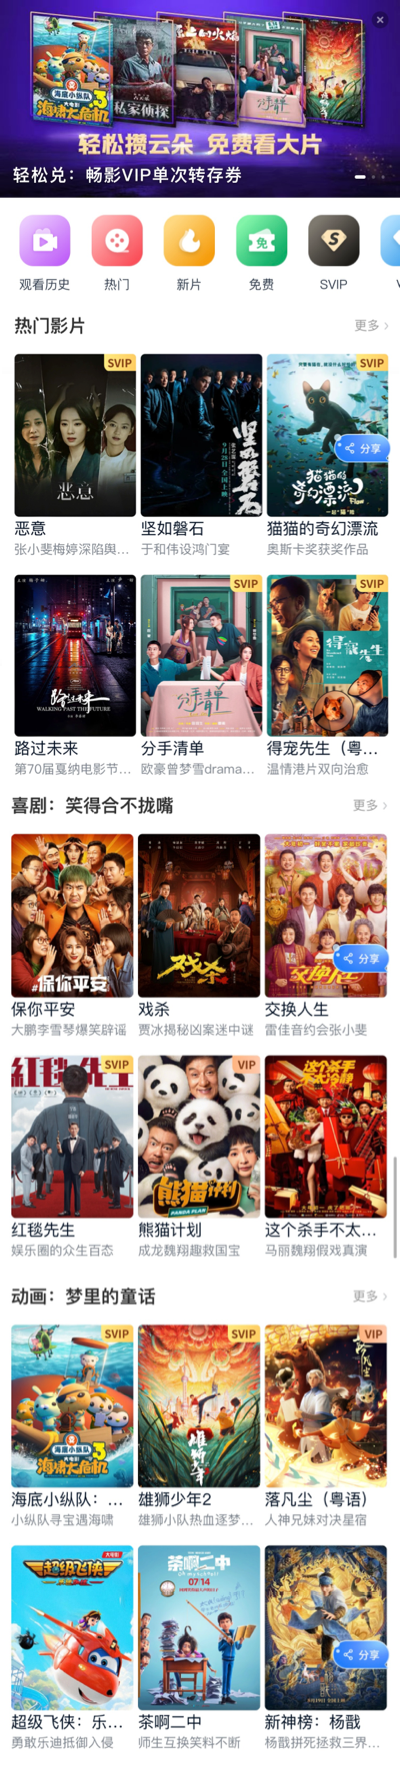 海底小纵队
大电影
海啸大危机
3
私家侦探
分手清单
轻松攒云朵 免费看大片
轻松兑：畅影VIP单次转存券
免
观看历史
热门
新片
免费
SVIP
热门影片
更多
SVIP
恶意
坚如磐石
9月28日全国上映
SVIP
猫猫的奇幻漂流
Flow
分享
恶意
坚如磐石
猫猫的奇幻漂流
张小斐梅婷深陷舆...
于和伟设鸿门宴
奥斯卡奖获奖作品
路过未来
WALKING PAST THE FUTURE
SVIP
分手清单
SVIP
得宠先生
路过未来
分手清单
得宠先生（粤...
第70届戛纳电影节...
欧豪曾梦雪drama...
温情港片双向治愈
喜剧：笑得合不拢嘴
更多
#保你平安
戏杀
交换人生
分享
保你平安
戏杀
交换人生
大鹏李雪琴爆笑辟谣
贾冰揭秘凶案迷中谜
雷佳音约会张小斐
SVIP
红毯先生
VIP
熊猫计划
PANDA PLAN
这个杀手不太冷静
红毯先生
熊猫计划
这个杀手不太...
娱乐圈的众生百态
成龙魏翔趣救国宝
马丽魏翔假戏真演
动画：梦里的童话
更多
SVIP
海底小纵队
大电影
3
海啸大危机
SVIP
雄狮少年
VIP
落凡尘
海底小纵队：...
雄狮少年2
落凡尘（粤语）
小纵队寻宝遇海啸
雄狮小队热血逐梦...
人神兄妹对决星宿
大电影
超级飞侠
茶啊二中
07/14
分享
超级飞侠：乐...
茶啊二中
新神榜：杨戬
勇敢乐迪抵御入侵
师生互换笑料不断
杨戬拼死拯救三界...